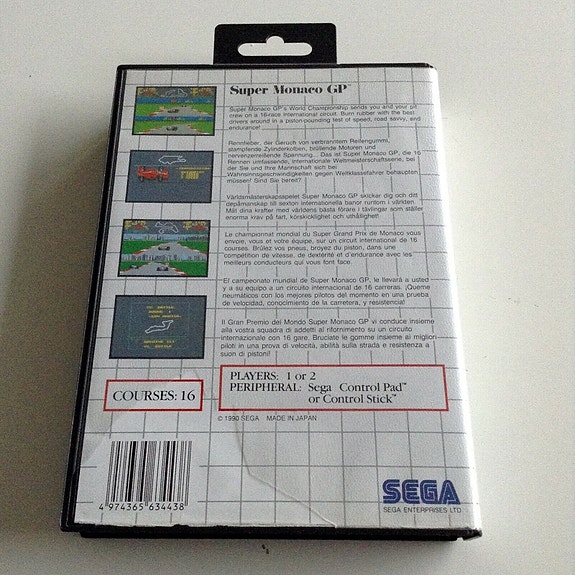 Super Monaco GP™
Super Monaco GP's World Championship sends you and your pit
crew on a 16-race international circuit. Burn rubber with the best
drivers around in a piston-pounding test of speed, road savvy, and
endurance!
Rennfieber, der Geruch von verbranntem Reifengummi,
stampfende Zylinderkolben, brüllende Motoren und
nervenzerreißende Spannung... Das ist Super Monaco GP, die 16
Rennen umfassende, internationale Weltmeisterschaftsserie, bei
der Sie und Ihre Mannschaft sich bei
Wahnsinnsgeschwindigkeiten gegen Weltklassefahrer behaupten
müssen! Sind Sie bereit?
Världsmästerskapsspelet Super Monaco GP skickar dig och ditt
depåmanskap till sexton internationella banor runtom i världen.
Mät dina krafter med världens bästa förare i tävlingar som ställer
enorma krav på fart, körskicklighet och uthållighet!
Le championnat mondial du Super Grand Prix de Monaco vous
envoie, vous et votre équipe, sur un circuit international de 16
courses. Brûlez vos pneus, broyez du piston, dans une
compétition de vitesse, de dextérité et d'endurance avec les
meilleurs conducteurs qui vous font face.
El campeonato mundial de Super Monaco GP, le llevará a usted
y a su equipo a un circuito internacional de 16 carreras. ¡Queme
neumáticos con los mejores pilotos del momento en una prueba
de velocidad, conocimiento de la carretera, y resistencia!
Il Gran Premio del Mondo Super Monaco GP vi conduce insieme
alla vostra squadra di addetti al rifornimento su un circuito
internazionale con 16 gare. Bruciate le gomme insieme ai migliori
piloti in una prova di velocità, abilità sulla strada e resistenza a
suon di pistoni!
COURSES: 16
PLAYERS: 1 or 2
PERIPHERAL: Sega Control Pad™
or Control Stick™
© 1990 SEGA MADE IN JAPAN
4 974365 634438
SEGA
SEGA ENTERPRISES LTD